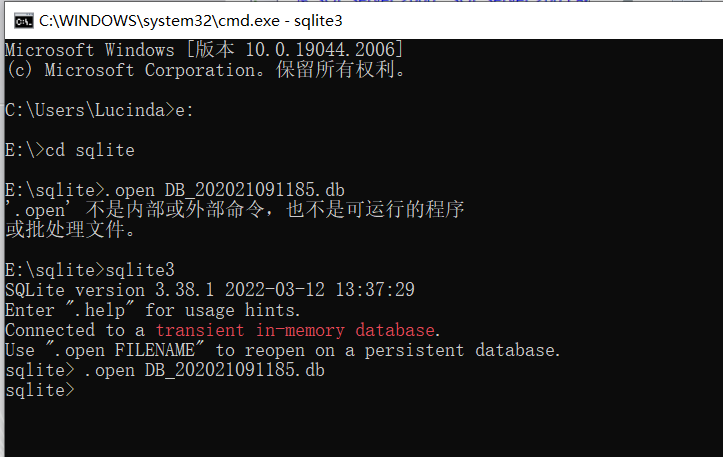 C:\WINDOWS\system32\cmd.exe - sqlite3
Microsoft Windows [版本 10.0.19044.2006]
(c) Microsoft Corporation。保留所有权利。
C:\Users\Lucinda>e:
E:\>cd sqlite
E:\sqlite>.open DB_202021091185.db
'.open' 不是内部或外部命令，也不是可运行的程序
或批处理文件。
E:\sqlite>sqlite3
SQLite version 3.38.1 2022-03-12 13:37:29
Enter ".help" for usage hints.
Connected to a transient in-memory database.
Use ".open FILENAME" to reopen on a persistent database.
sqlite> .open DB_202021091185.db
sqlite>